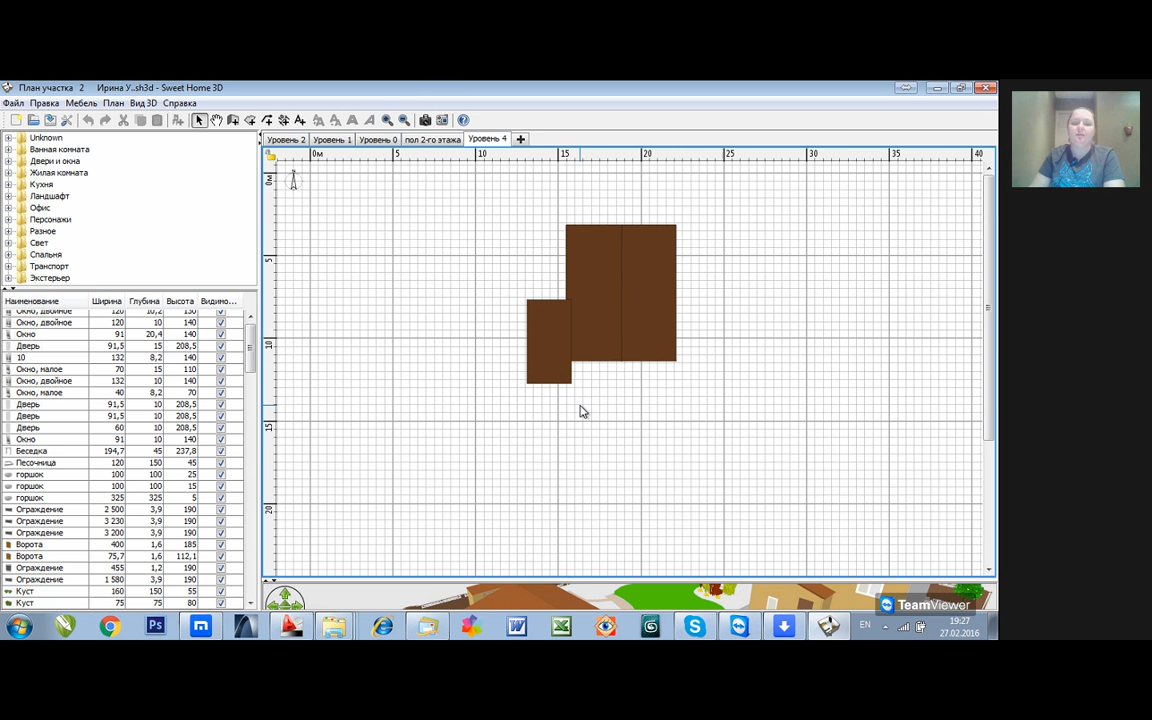 План участка 2 Ирина У..sh3d - Sweet Home 3D
Файл Правка Мебель План Вид 3D Справка
Уровень 2 Уровень 1 Уровень 0 пол 2-го этажа Уровень 4
0м 5 10 15 20 25 30 35 40
0м
5
10
15
20
Unknown
Ванная комната
Двери и окна
Жилая комната
Кухня
Ландшафт
Офис
Персонажи
Разное
Свет
Спальня
Транспорт
Экстерьер
Наименование Ширина Глубина Высота Видимо...
Окно, двойное 120 10,2 130
Окно, двойное 120 10 140
Окно 91 20,4 140
Дверь 91,5 15 208,5
10 132 8,2 140
Окно, малое 70 15 110
Окно, двойное 132 10 140
Окно, малое 40 8,2 70
Дверь 91,5 10 208,5
Дверь 91,5 10 208,5
Дверь 60 10 208,5
Окно 91 10 140
Беседка 194,7 45 237,8
Песочница 120 150 45
горшок 100 100 25
горшок 100 100 15
горшок 325 325 5
Ограждение 2 500 3,9 190
Ограждение 3 230 3,9 190
Ограждение 3 200 3,9 190
Ворота 400 1,6 185
Ворота 75,7 1,6 112,1
Ограждение 455 1,2 190
Ограждение 1 580 3,9 190
Куст 160 150 55
Куст 75 75 80
TeamViewer
EN
19:27
27.02.2016